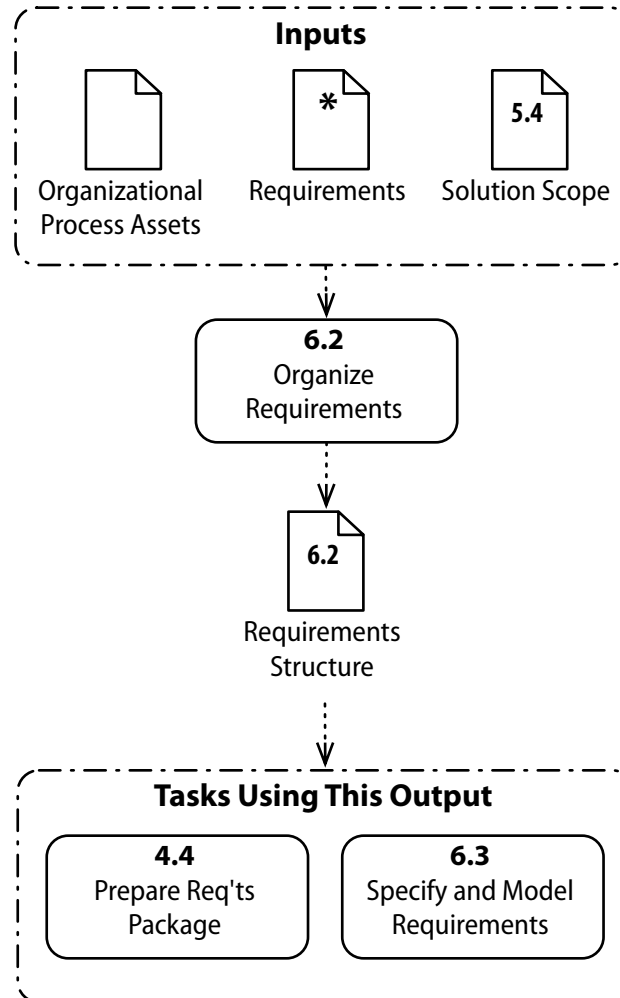 Inputs
*
5.4
Organizational
Process Assets
Requirements
Solution Scope
6.2
Organize
Requirements
6.2
Requirements
Structure
Tasks Using This Output
4.4
Prepare Req'ts
Package
6.3
Specify and Model
Requirements